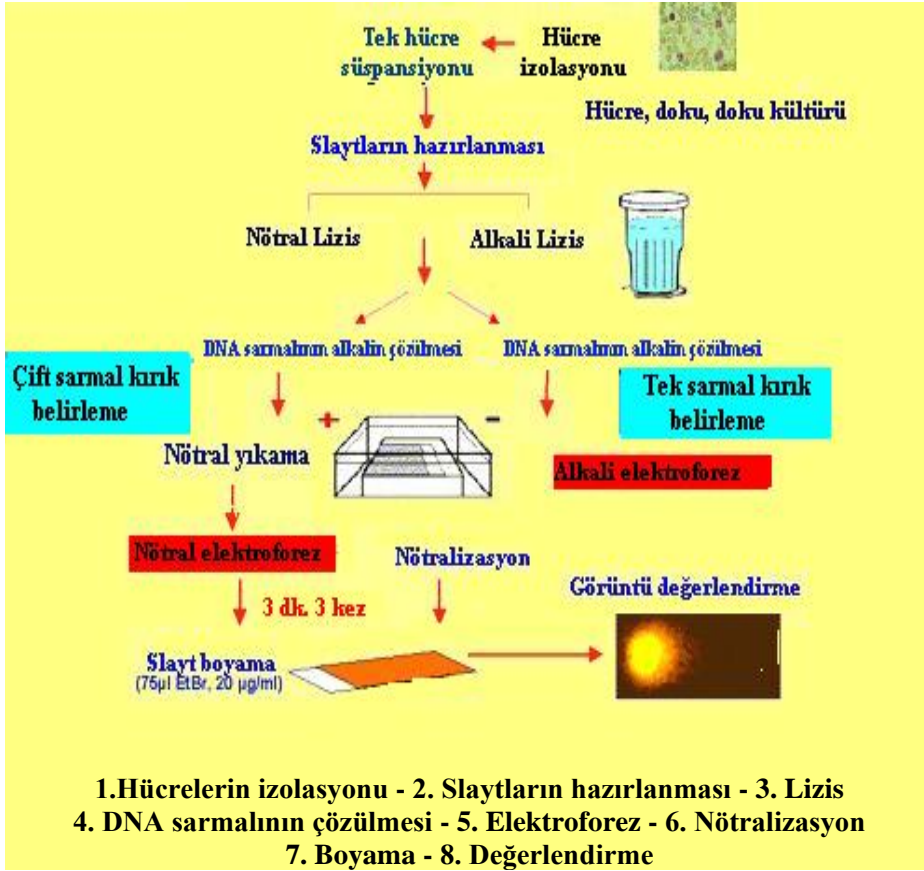 Tek hücre
süspansiyonu
Hücre
izolasyonu
Hücre, doku, doku kültürü
Slaytların hazırlanması
Nötral Lizis
Alkali Lizis
DNA sarmalının alkalin çözülmesi
DNA sarmalının alkalin çözülmesi
Çift sarmal kırık
belirleme
Tek sarmal kırık
belirleme
+
-
Nötral yıkama
Alkali elektroforez
Nötral elektroforez
Nötralizasyon
3 dk. 3 kez
Görüntü değerlendirme
Slayt boyama
(75µl EtBr, 20 µg/ml)
1.Hücrelerin izolasyonu - 2. Slaytların hazırlanması - 3. Lizis
4. DNA sarmalının çözülmesi - 5. Elektroforez - 6. Nötralizasyon
7. Boyama - 8. Değerlendirme